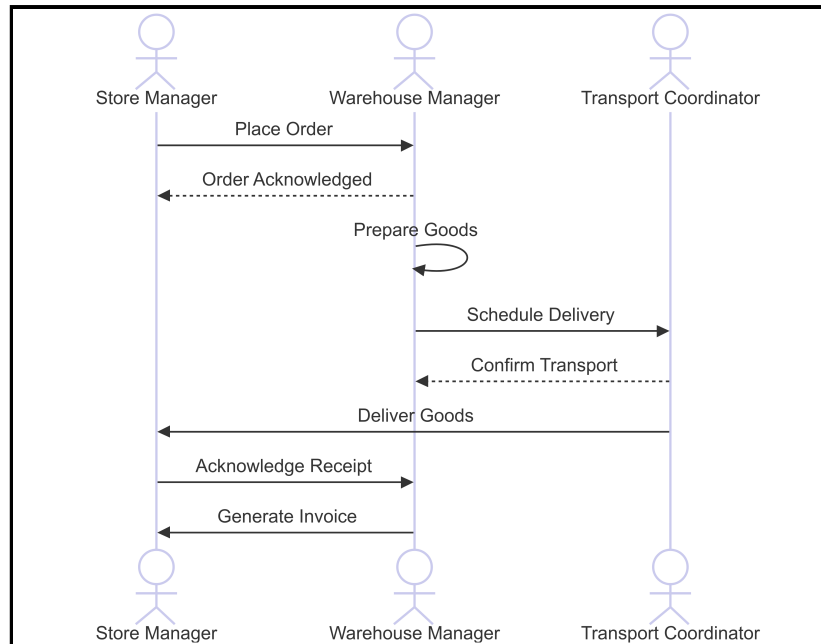 Store Manager
Warehouse Manager
Transport Coordinator
Place Order
Order Acknowledged
Prepare Goods
Schedule Delivery
Confirm Transport
Deliver Goods
Acknowledge Receipt
Generate Invoice
Store Manager
Warehouse Manager
Transport Coordinator